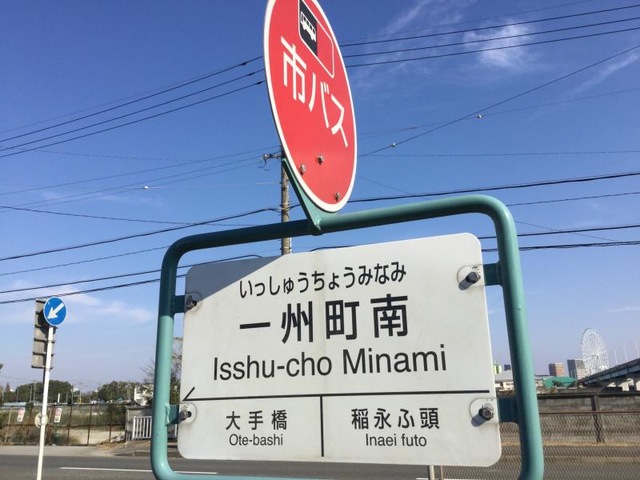 市バス
いっしゅうちょうみなみ
一州町南
Isshu-cho Minami
大手橋
Ote-bashi
稲永ふ頭
Inaei futo